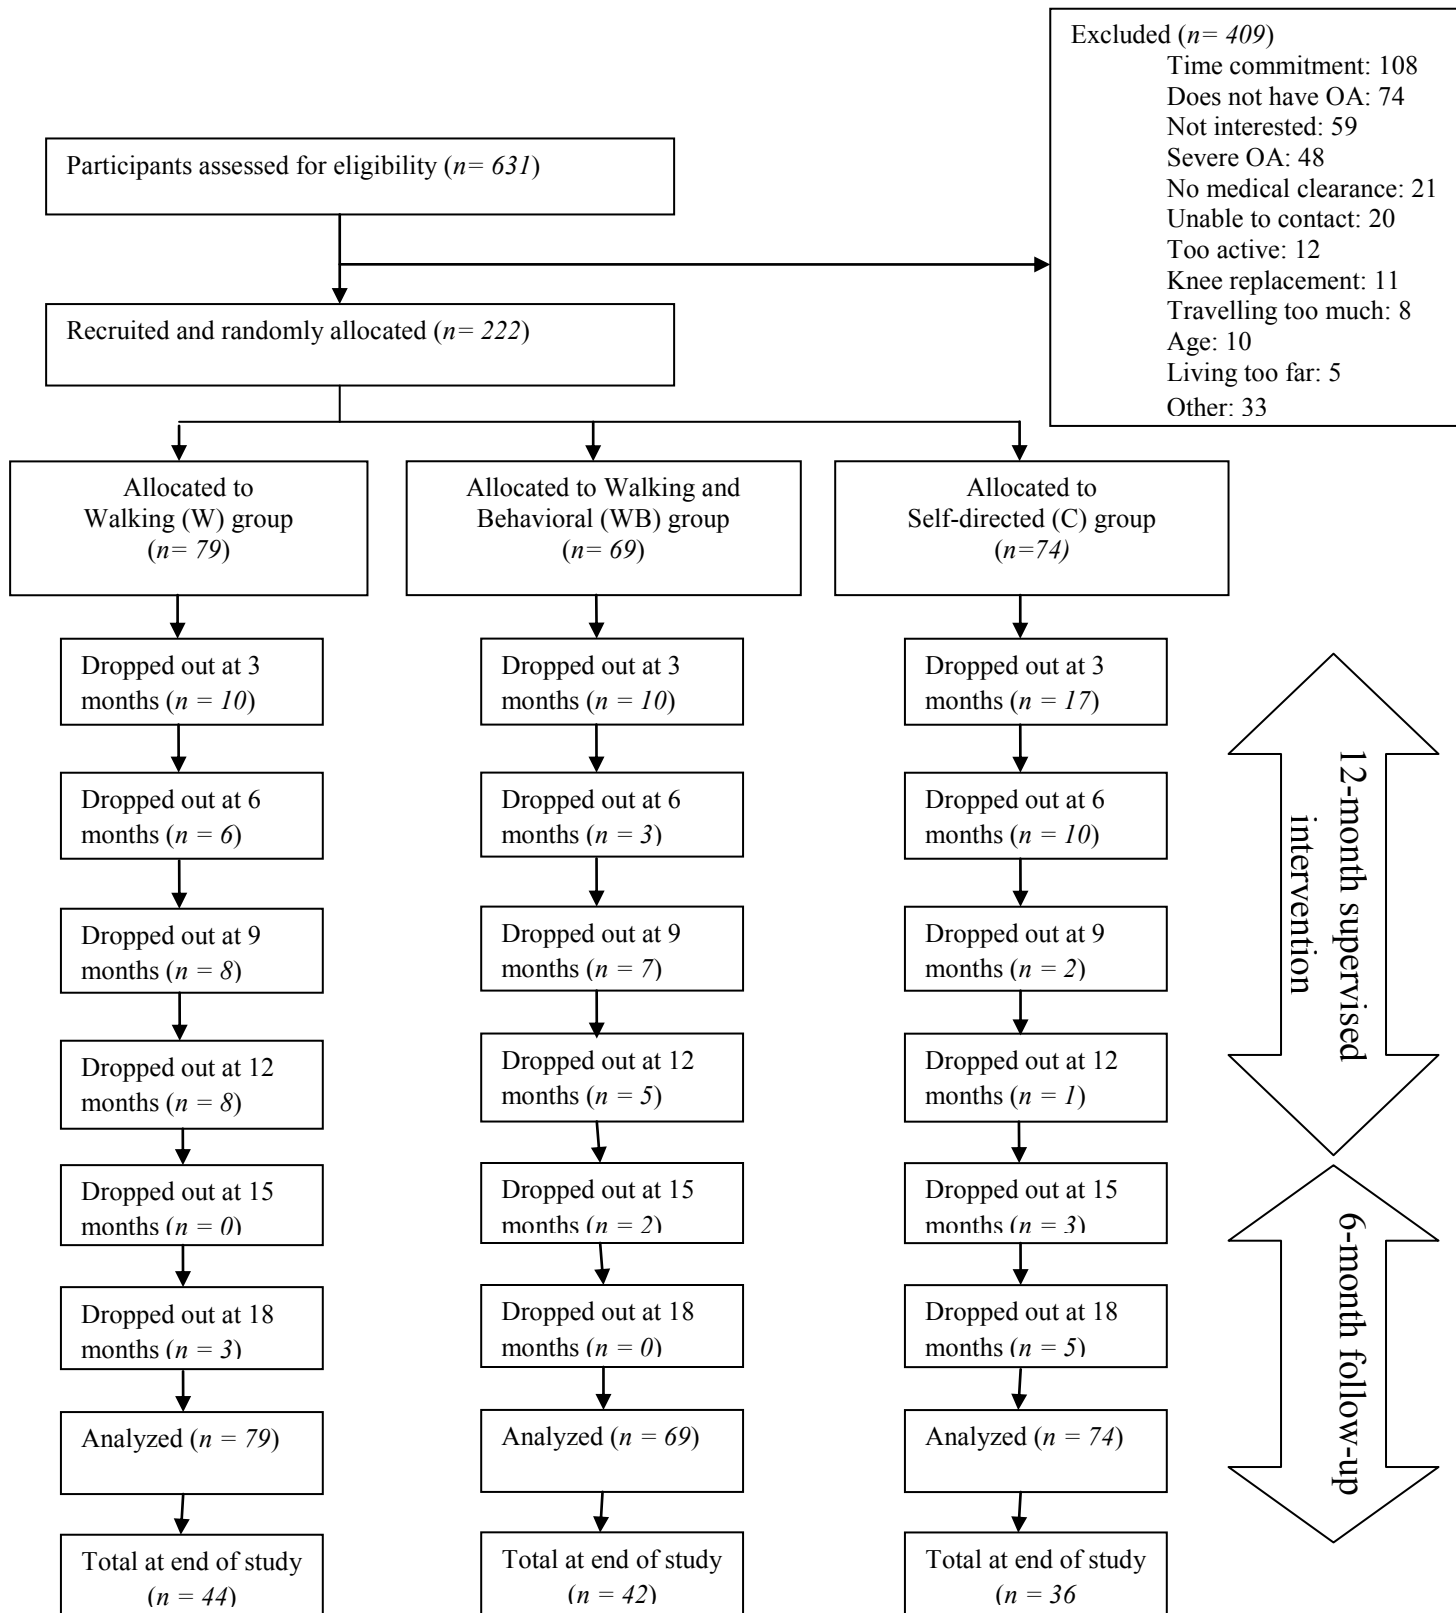 Excluded (n= 409)
Time commitment: 108
Does not have OA: 74
Not interested: 59
Severe OA: 48
No medical clearance: 21
Unable to contact: 20
Too active: 12
Knee replacement: 11
Travelling too much: 8
Age: 10
Living too far: 5
Other: 33
Participants assessed for eligibility (n= 631)
Recruited and randomly allocated (n= 222)
Allocated to
Walking (W) group
(n= 79)
Allocated to Walking and
Behavioral (WB) group
(n= 69)
Allocated to
Self-directed (C) group
(n=74)
Dropped out at 3
months (n = 10)
Dropped out at 3
months (n = 10)
Dropped out at 3
months (n = 17)
Dropped out at 6
months (n = 6)
Dropped out at 6
months (n = 3)
Dropped out at 6
months (n = 10)
Dropped out at 9
months (n = 8)
Dropped out at 9
months (n = 7)
Dropped out at 9
months (n = 2)
Dropped out at 12
months (n = 8)
Dropped out at 12
months (n = 5)
Dropped out at 12
months (n = 1)
12-month supervised
intervention
Dropped out at 15
months (n = 0)
Dropped out at 15
months (n = 2)
Dropped out at 15
months (n = 3)
Dropped out at 18
months (n = 3)
Dropped out at 18
months (n = 0)
Dropped out at 18
months (n = 5)
6-month follow-up
Analyzed (n = 79)
Analyzed (n = 69)
Analyzed (n = 74)
Total at end of study
(n = 44)
Total at end of study
(n = 42)
Total at end of study
(n = 36